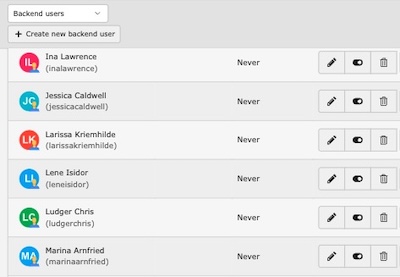 Backend users
+ Create new backend user
IL Ina Lawrence Never
(inalawrence)
JC Jessica Caldwell Never
(jessicacaldwell)
LK Larissa Kriemhilde Never
(larissakriemhilde)
LI Lene Isidor Never
(leneisidor)
LC Ludger Chris Never
(ludgerchris)
MA Marina Arnfried Never
(marinaarnfried)